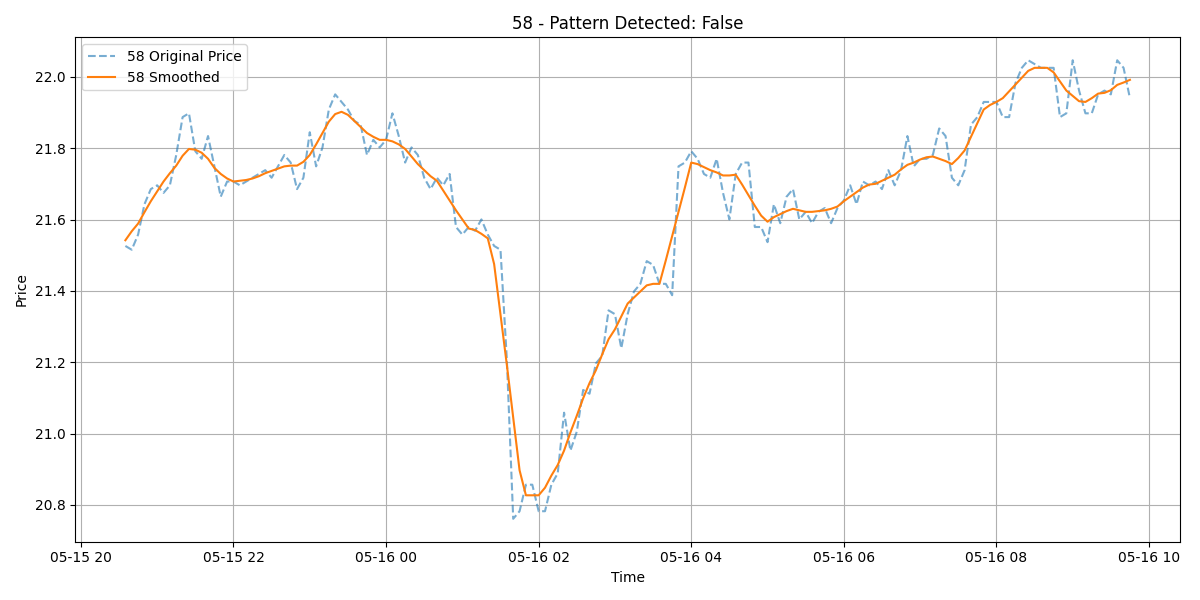 58 - Pattern Detected: False
58 Original Price
58 Smoothed
Price
22.0
21.8
21.6
21.4
21.2
21.0
20.8
05-15 20 05-15 22 05-16 00 05-16 02 05-16 04 05-16 06 05-16 08 05-16 10
Time